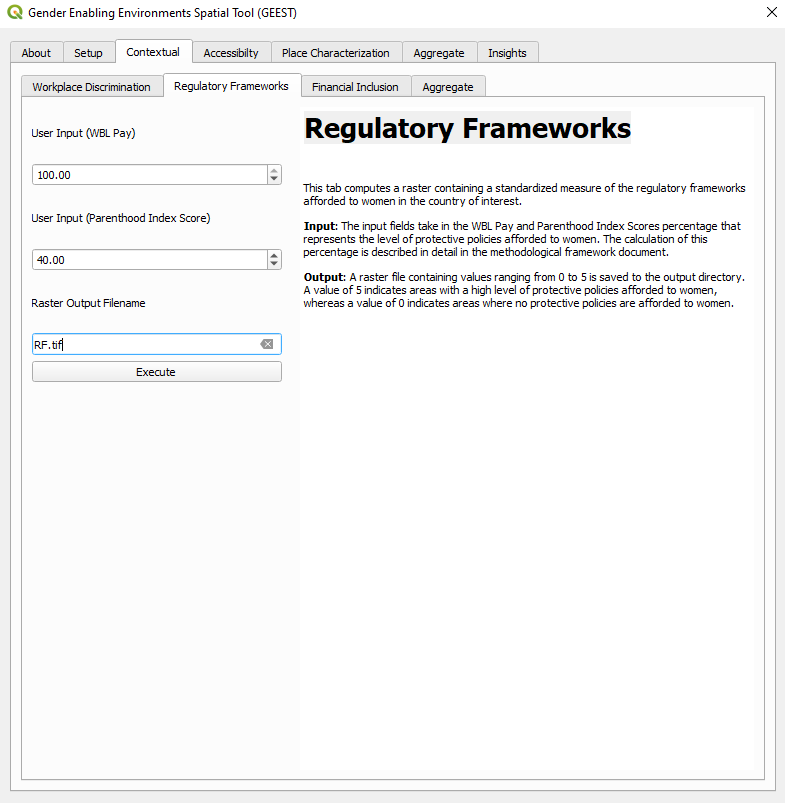 Gender Enabling Environments Spatial Tool (GEEST)
About Setup Contextual Accessibilty Place Characterization Aggregate Insights
Workplace Discrimination Regulatory Frameworks Financial Inclusion Aggregate
User Input (WBL Pay)
100.00
User Input (Parenthood Index Score)
40.00
Raster Output Filename
RF.tif
Execute
Regulatory Frameworks
This tab computes a raster containing a standardized measure of the regulatory frameworks
afforded to women in the country of interest.
Input: The input fields take in the WBL Pay and Parenthood Index Scores percentage that
represents the level of protective policies afforded to women. The calculation of this
percentage is described in detail in the methodological framework document.
Output: A raster file containing values ranging from 0 to 5 is saved to the output directory.
A value of 5 indicates areas with a high level of protective policies afforded to women,
whereas a value of 0 indicates areas where no protective policies are afforded to women.